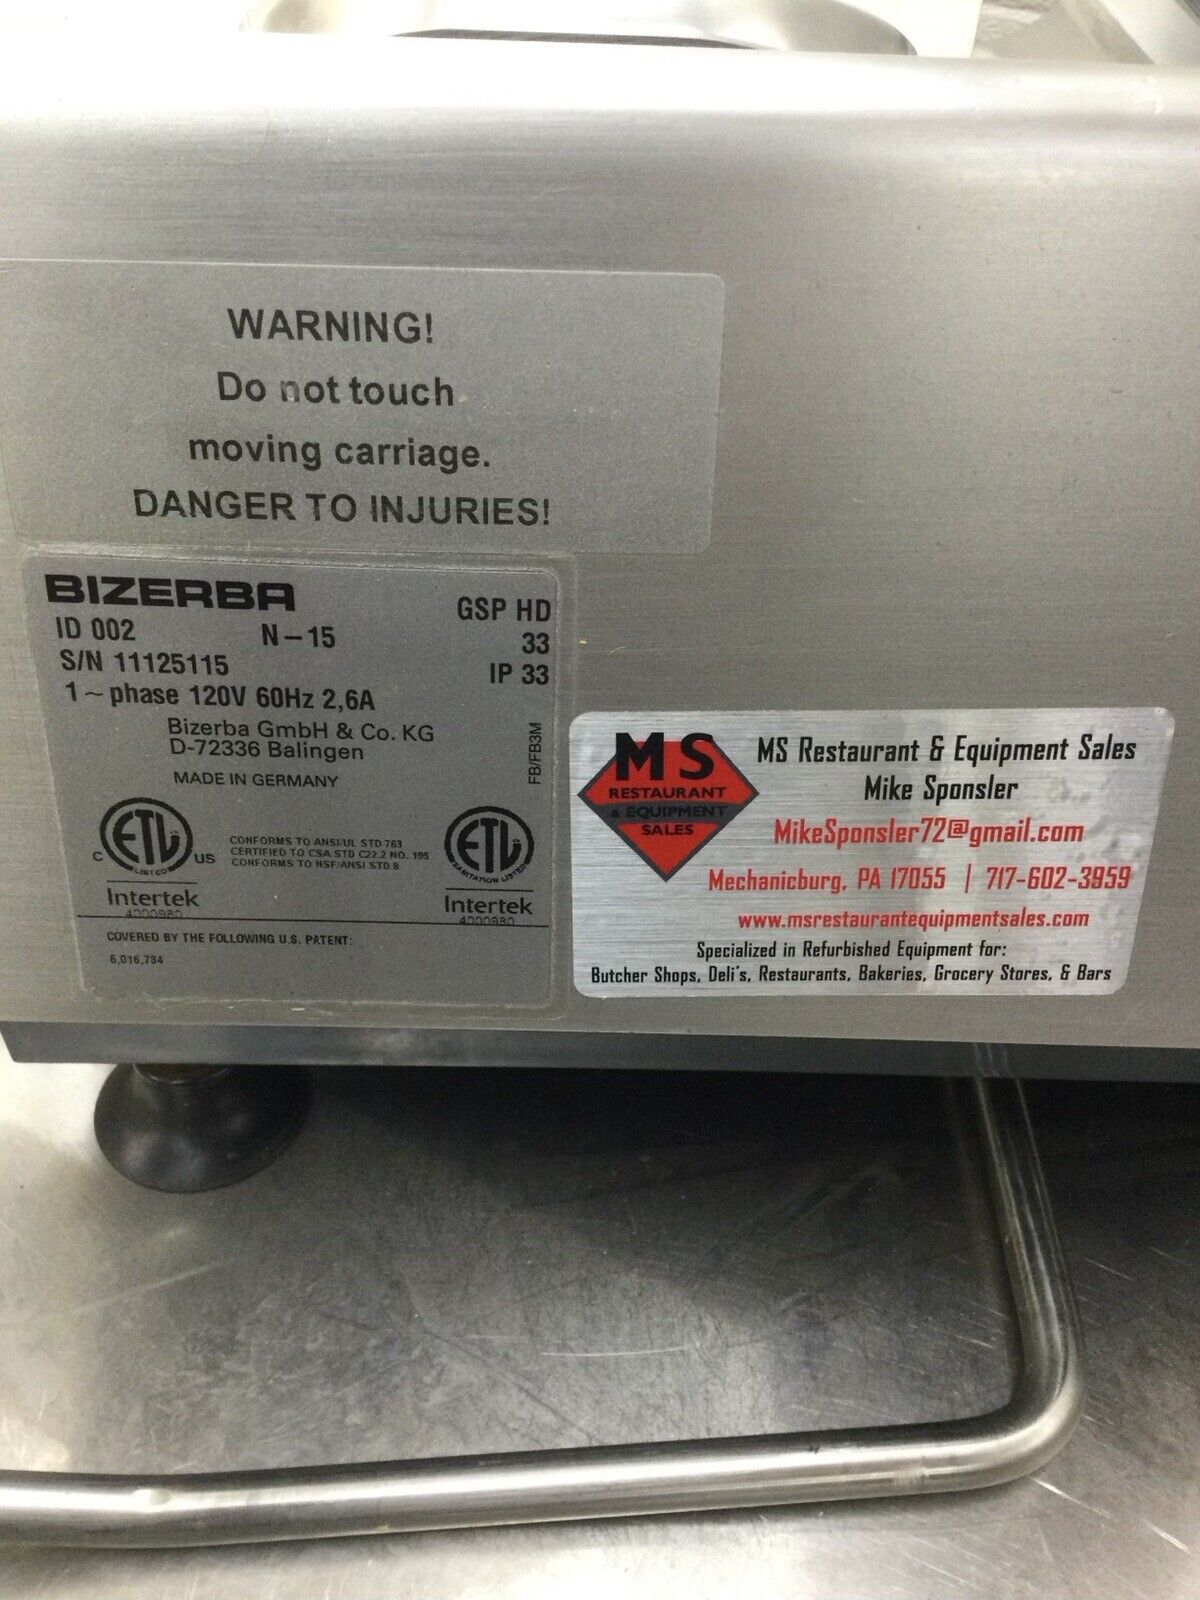 WARNING!
Do not touch
moving carriage.
DANGER TO INJURIES!
BIZERBA
GSP HD
ID 002 N-15 33
S/N 11125115 IP 33
1~phase 120V 60Hz 2,6A
Bizerba GmbH & Co. KG
D-72336 Balingen
MADE IN GERMANY
FB/FB3M
C ETL US
LISTED
CONFORMS TO ANSI/UL STD 763
CERTIFIED TO CSA STD C22.2 NO. 195
CONFORMS TO NSF/ANSI STD 8
ETL
SANITATION LISTED
Intertek
4000980
Intertek
4000980
COVERED BY THE FOLLOWING U.S. PATENT:
6,016,734
MS
RESTAURANT
& EQUIPMENT
SALES
MS Restaurant & Equipment Sales
Mike Sponsler
MikeSponsler72@gmail.com
Mechanicburg, PA 17055 | 717-602-3959
www.msrestaurantequipmentsales.com
Specialized in Refurbished Equipment for:
Butcher Shops, Deli's, Restaurants, Bakeries, Grocery Stores, & Bars